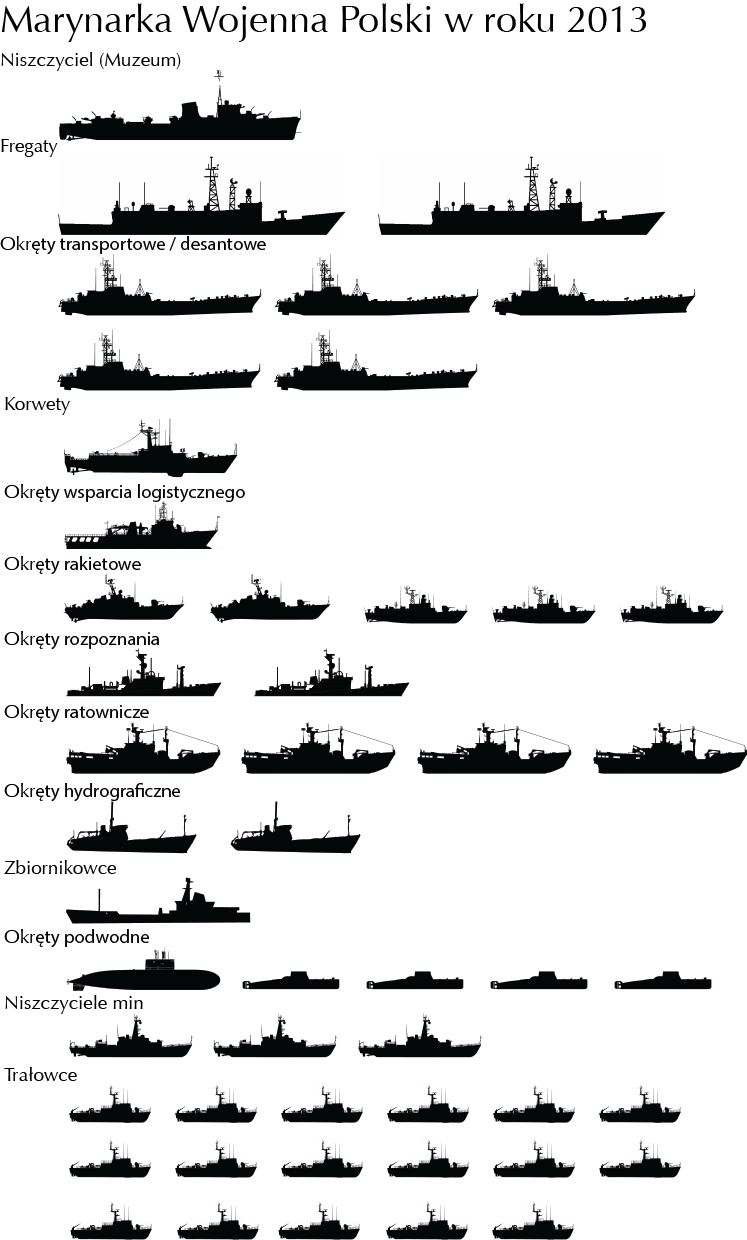 Marynarka Wojenna Polski w roku 2013
Niszczyciel (Muzeum)
Fregaty
Okręty transportowe / desantowe
Korwety
Okręty wsparcia logistycznego
Okręty rakietowe
Okręty rozpoznania
Okręty ratownicze
Okręty hydrograficzne
Zbiornikowce
Okręty podwodne
Niszczyciele min
Trałowce